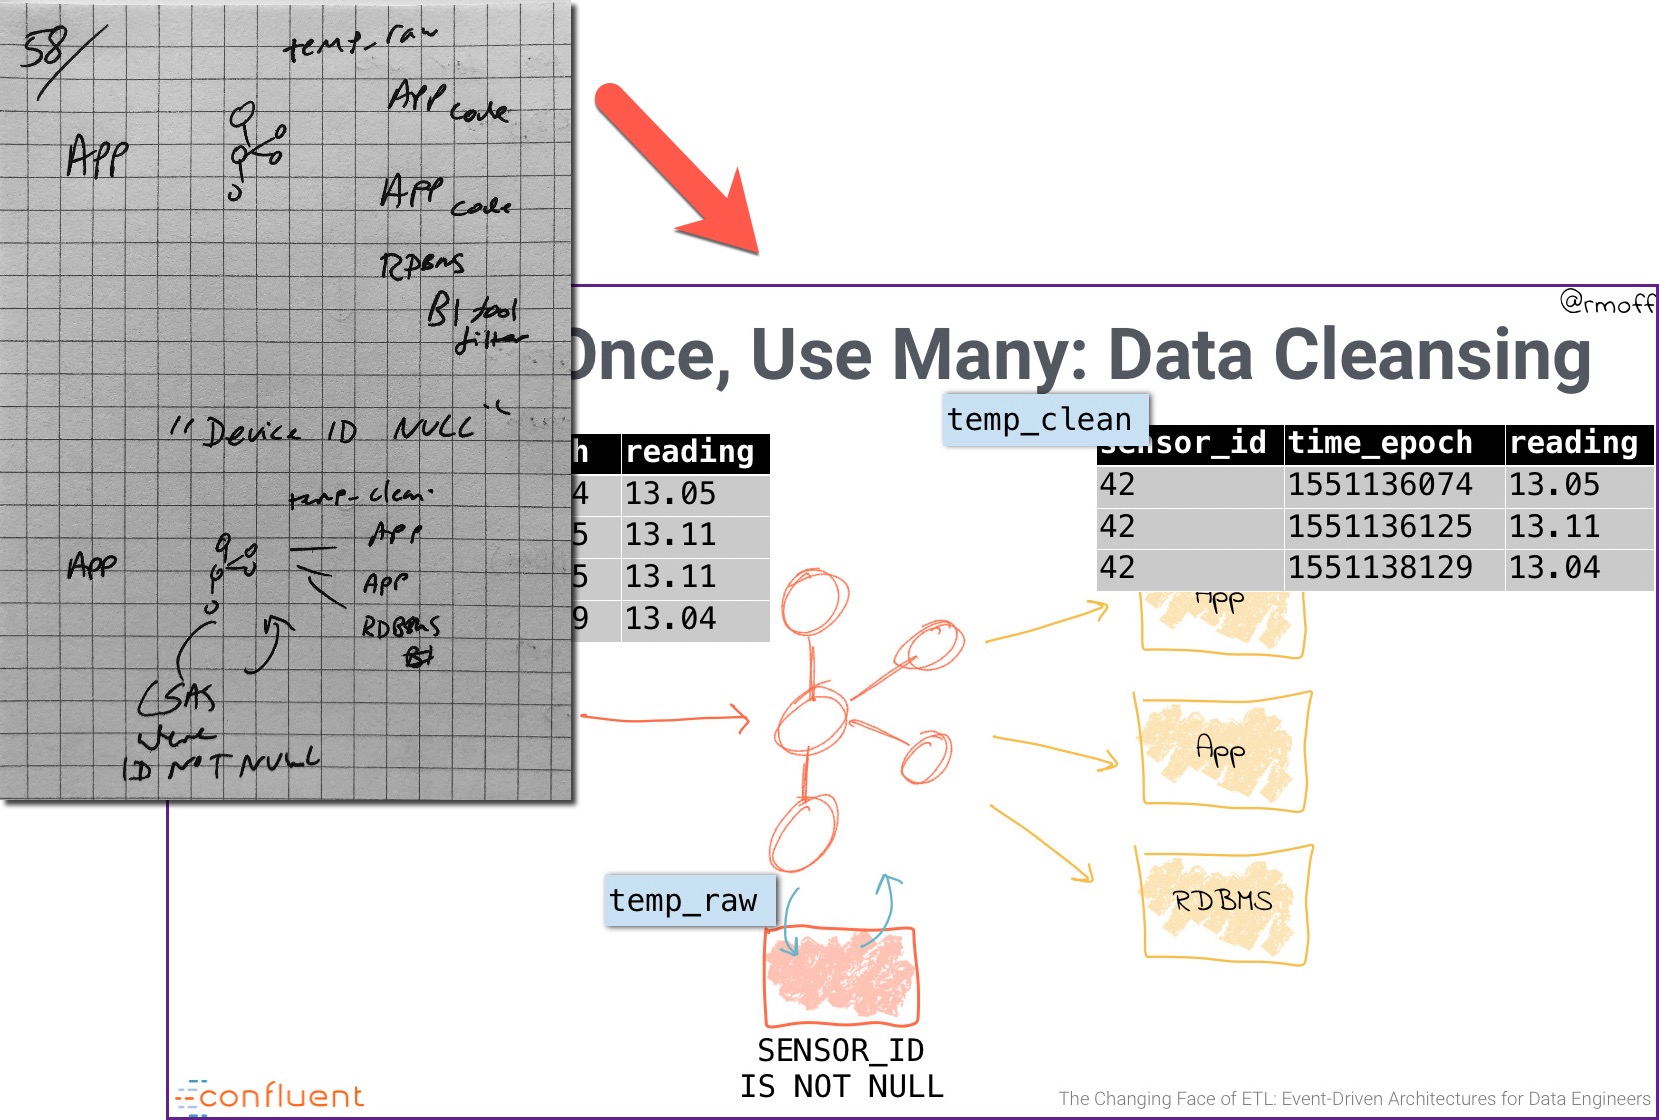 58/
temp_raw
App code
App
App code
RDBMS
BI tool
filter
"Device ID NULL"
temp_clean
App
App
App
RDBMS
BI
CSAS
where
ID NOT NULL
@rmoff
Once, Use Many: Data Cleansing
temp_clean
h reading
4 13.05
5 13.11
5 13.11
9 13.04
sensor_id time_epoch reading
42 1551136074 13.05
42 1551136125 13.11
42 1551138129 13.04
App
App
RDBMS
temp_raw
SENSOR_ID
IS NOT NULL
confluent
The Changing Face of ETL: Event-Driven Architectures for Data Engineers